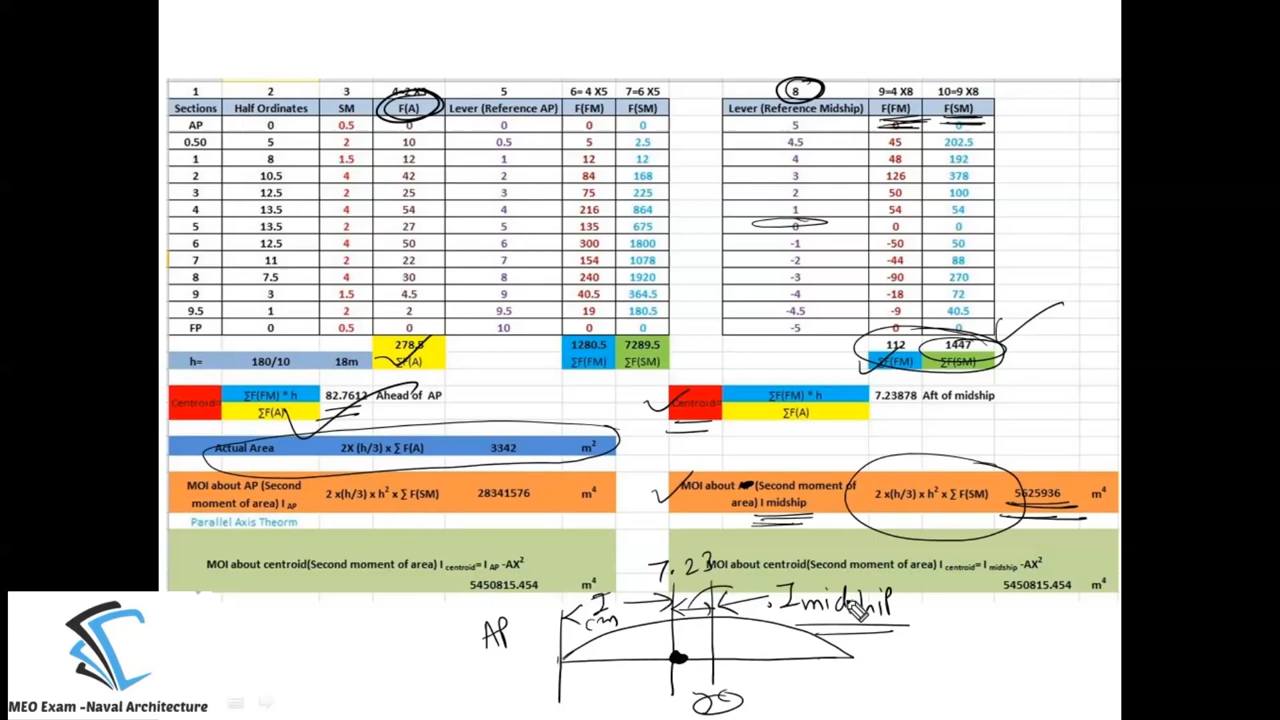 1 2 3 4=2 X3 5 6= 4 X5 7=6 X5 8 9=4 X8 10=9 X8
Sections Half Ordinates SM F(A) Lever (Reference AP) F(FM) F(SM) Lever (Reference Midship) F(FM) F(SM)
AP 0 0.5 0 0 0 0 5 0 0
0.50 5 2 10 0.5 5 2.5 4.5 45 202.5
1 8 1.5 12 1 12 12 4 48 192
2 10.5 4 42 2 84 168 3 126 378
3 12.5 2 25 3 75 225 2 50 100
4 13.5 4 54 4 216 864 1 54 54
5 13.5 2 27 5 135 675 0 0 0
6 12.5 4 50 6 300 1800 -1 -50 50
7 11 2 22 7 154 1078 -2 -44 88
8 7.5 4 30 8 240 1920 -3 -90 270
9 3 1.5 4.5 9 40.5 364.5 -4 -18 72
9.5 1 2 2 9.5 19 180.5 -4.5 -9 40.5
FP 0 0.5 0 10 0 0 -5 0 0
278.5 1280.5 7289.5 112 1447
h= 180/10 18m ∑F(A) ∑F(FM) ∑F(SM) ∑F(FM) ∑F(SM)
Centroid= ∑F(FM) * h 82.7612 Ahead of AP Centroid= ∑F(FM) * h 7.23878 Aft of midship
∑F(A) ∑F(A)
Actual Area 2X (h/3) x ∑ F(A) 3342 m²
MOI about AP (Second moment of area) I AP 2 x(h/3) x h² x ∑ F(SM) 28341576 m⁴
MOI about (Second moment of area) I midship 2 x(h/3) x h² x ∑ F(SM) 5625936 m⁴
Parallel Axis Theorm
MOI about centroid(Second moment of area) I centroid= I AP -AX² MOI about centroid(Second moment of area) I centroid= I midship -AX²
5450815.454 m⁴ 5450815.454 m⁴
7.23
I midship
AP
MEO Exam -Naval Architecture